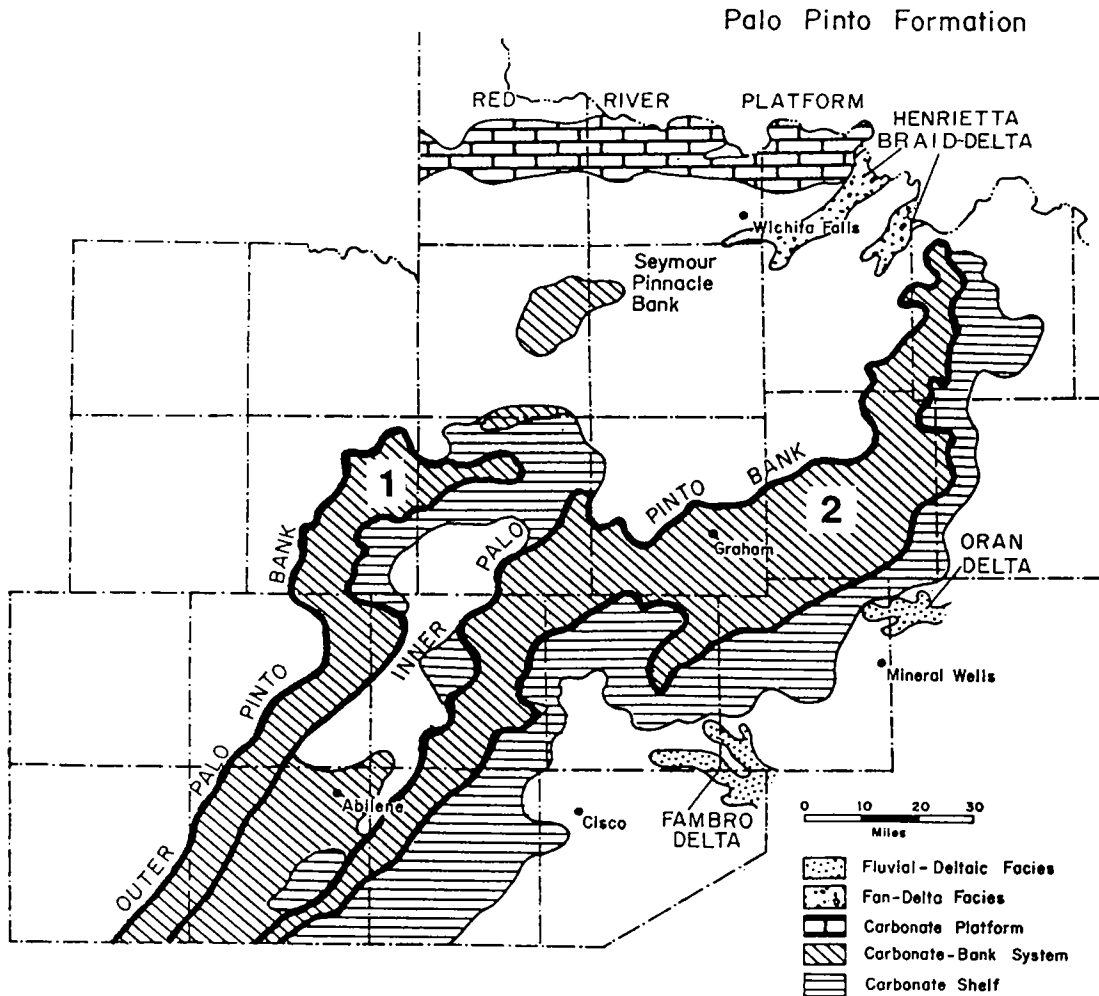 Palo Pinto Formation
RED RIVER PLATFORM
HENRIETTA
BRAID-DELTA
Wichita Falls
Seymour
Pinnacle
Bank
1
OUTER PALO PINTO BANK
INNER PALO PINTO BANK
2
Graham
ORAN
DELTA
Mineral Wells
Abilene
Cisco
FAMBRO
DELTA
0 10 20 30
Miles
Fluvial-Deltaic Facies
Fan-Delta Facies
Carbonate Platform
Carbonate-Bank System
Carbonate Shelf